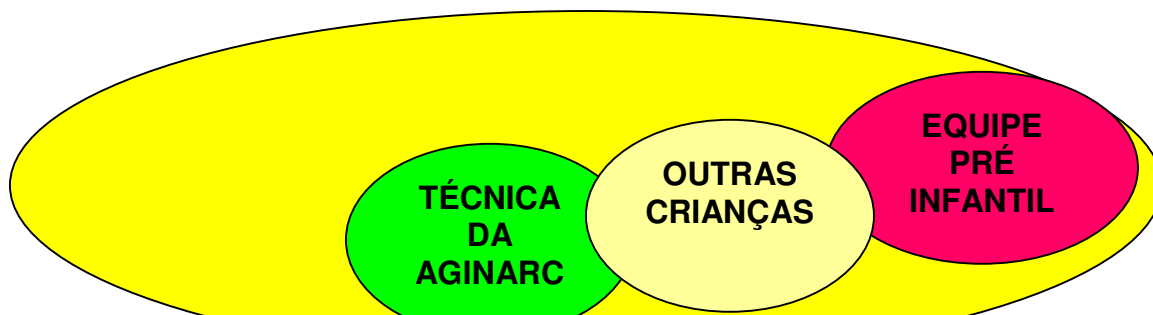 TÉCNICA
DA
AGINARC
OUTRAS
CRIANÇAS
EQUIPE
PRÉ
INFANTIL